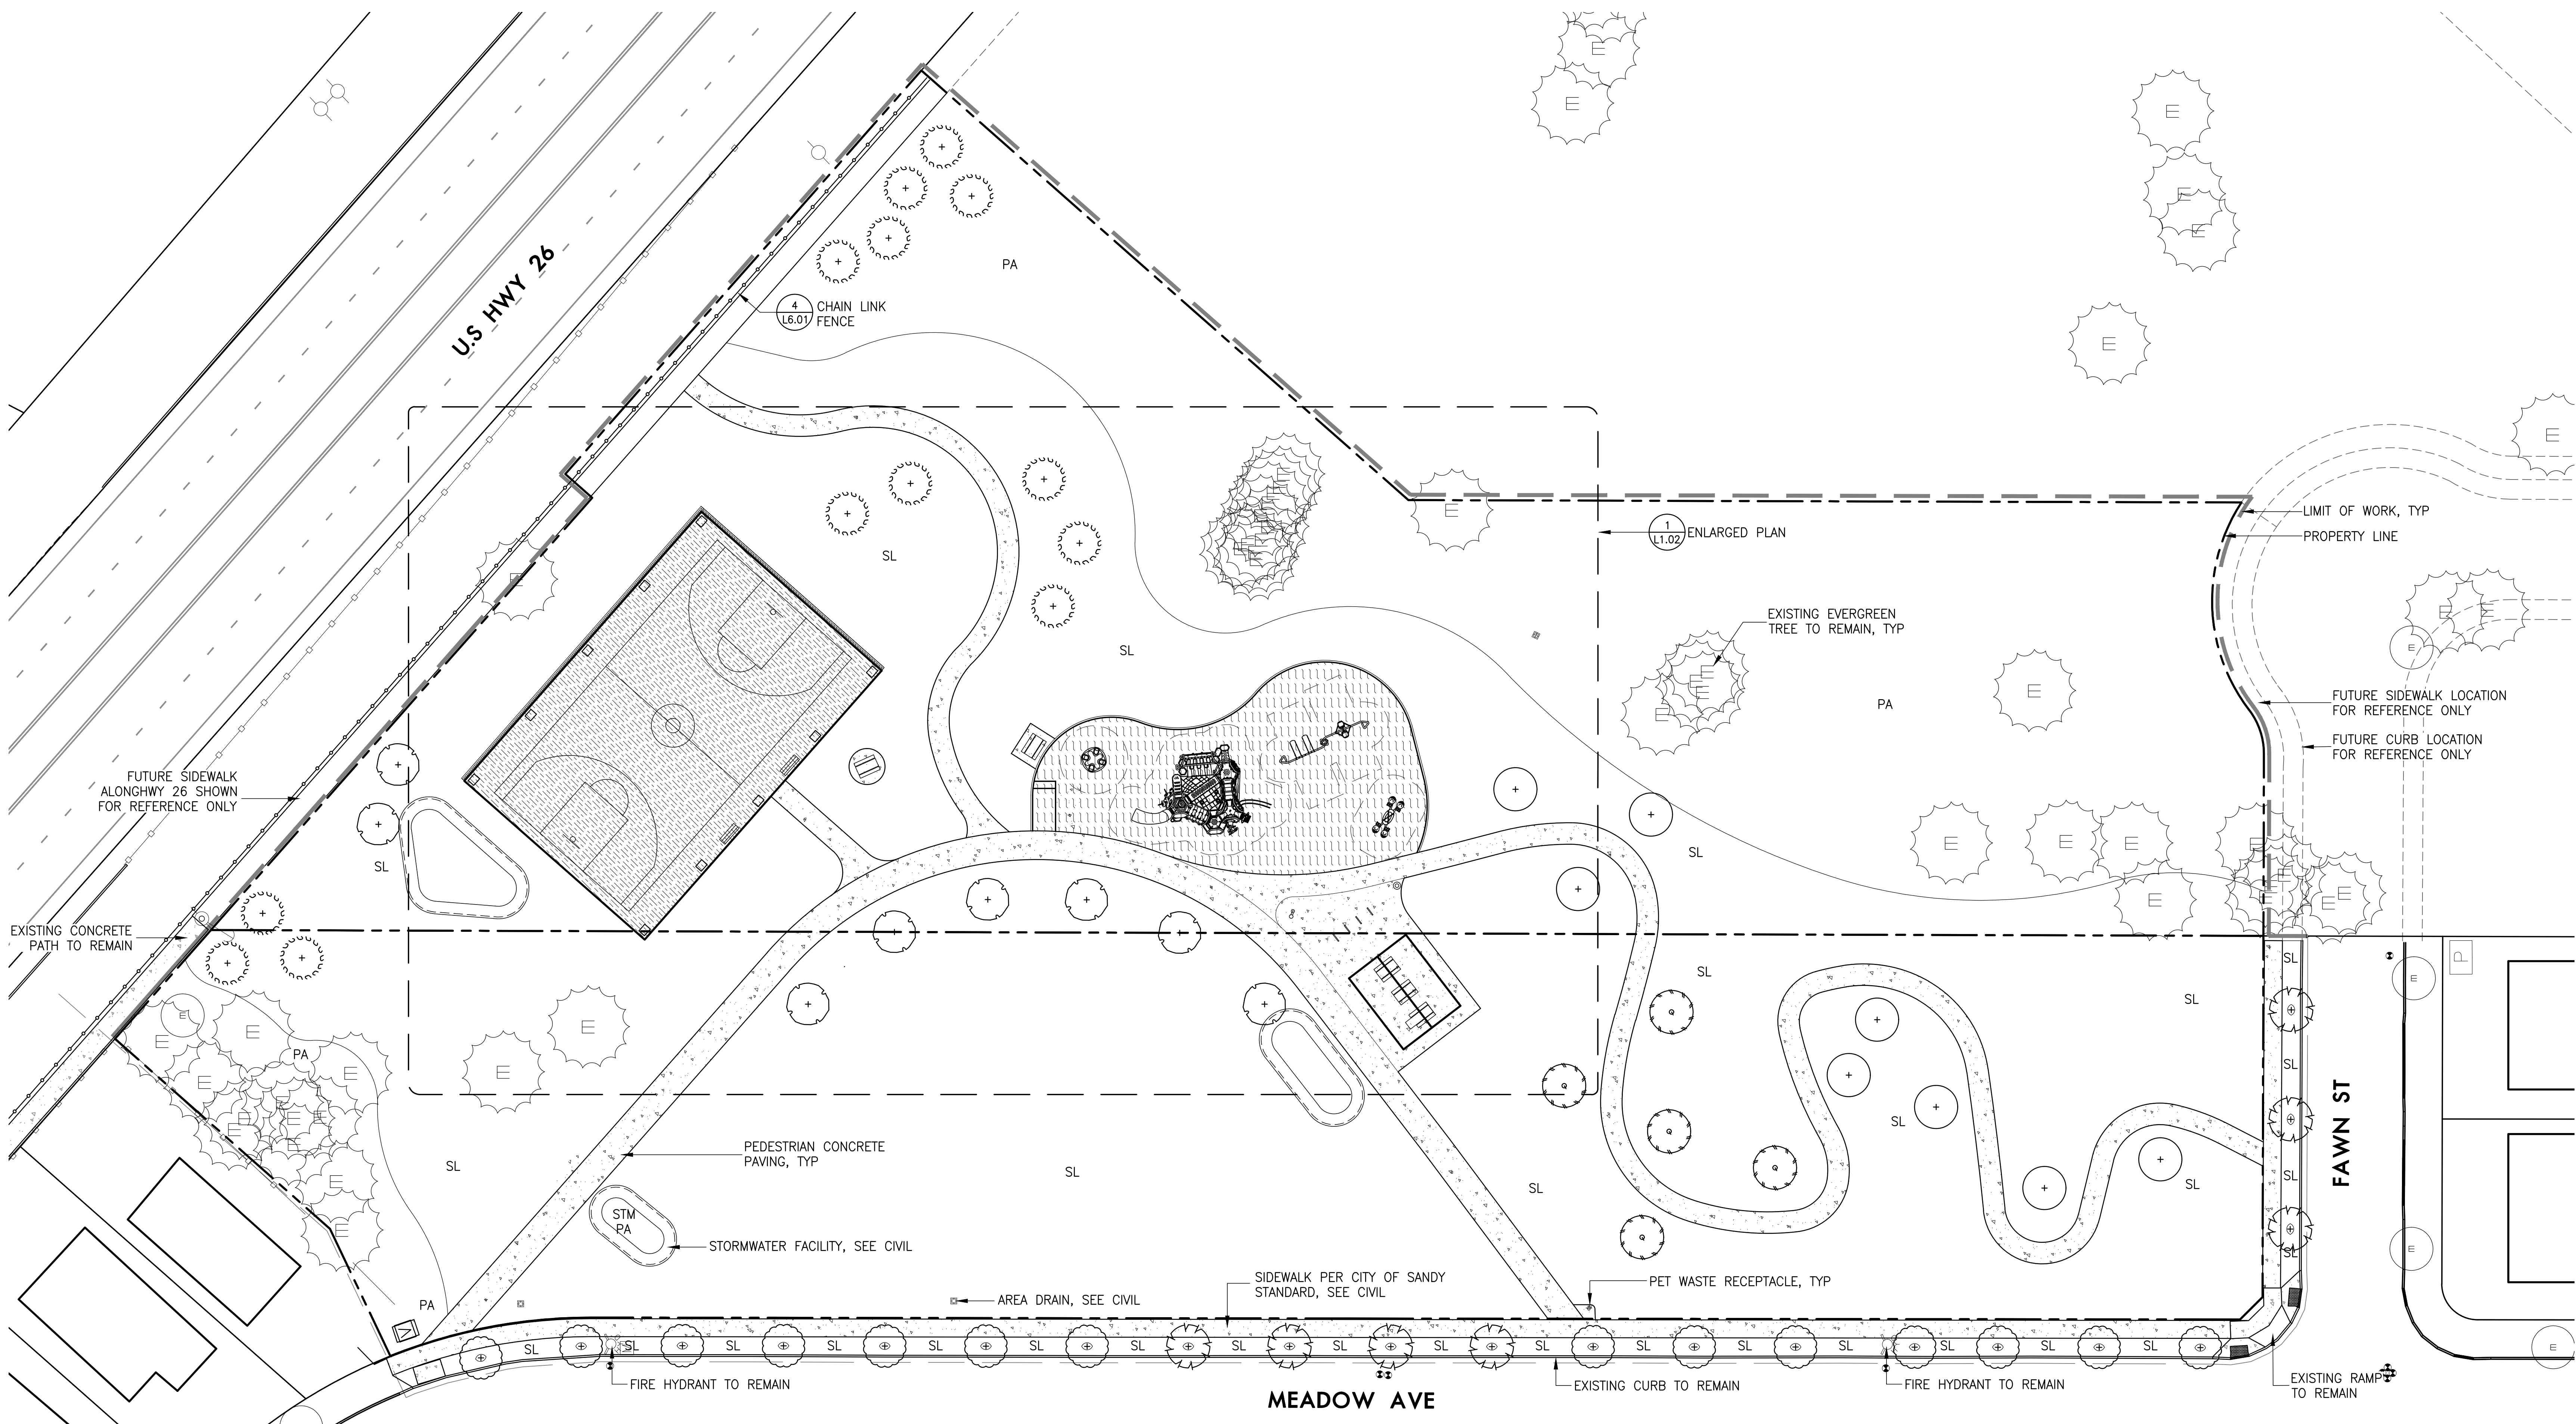 U.S HWY 26
PA
4
L6.01
CHAIN LINK
FENCE
LIMIT OF WORK, TYP
PROPERTY LINE
1
L1.02
ENLARGED PLAN
SL
EXISTING EVERGREEN
TREE TO REMAIN, TYP
SL
PA
FUTURE SIDEWALK LOCATION
FOR REFERENCE ONLY
FUTURE CURB LOCATION
FOR REFERENCE ONLY
FUTURE SIDEWALK
ALONGHWY 26 SHOWN
FOR REFERENCE ONLY
SL
SL
EXISTING CONCRETE
PATH TO REMAIN
P
SL
SL
SL
PA
SL
FAWN ST
SL
PEDESTRIAN CONCRETE
PAVING, TYP
SL
SL
SL
SL
SL
STM
PA
STORMWATER FACILITY, SEE CIVIL
SL
PET WASTE RECEPTACLE, TYP
SIDEWALK PER CITY OF SANDY
STANDARD, SEE CIVIL
AREA DRAIN, SEE CIVIL
PA
SL SL SL SL SL SL SL SL SL SL SL SL SL SL SL SL SL
FIRE HYDRANT TO REMAIN
EXISTING CURB TO REMAIN
FIRE HYDRANT TO REMAIN
EXISTING RAMP
TO REMAIN
MEADOW AVE